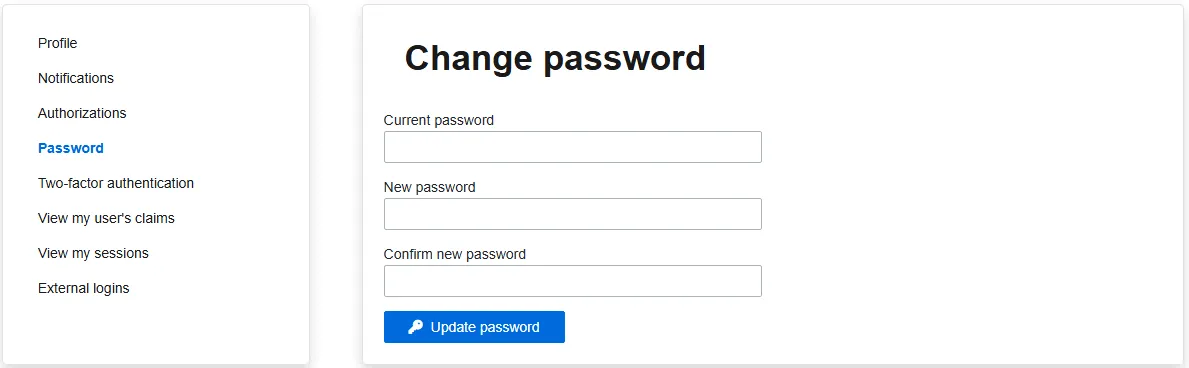 Profile
Notifications
Authorizations
Password
Two-factor authentication
View my user's claims
View my sessions
External logins
Change password
Current password
New password
Confirm new password
Update password